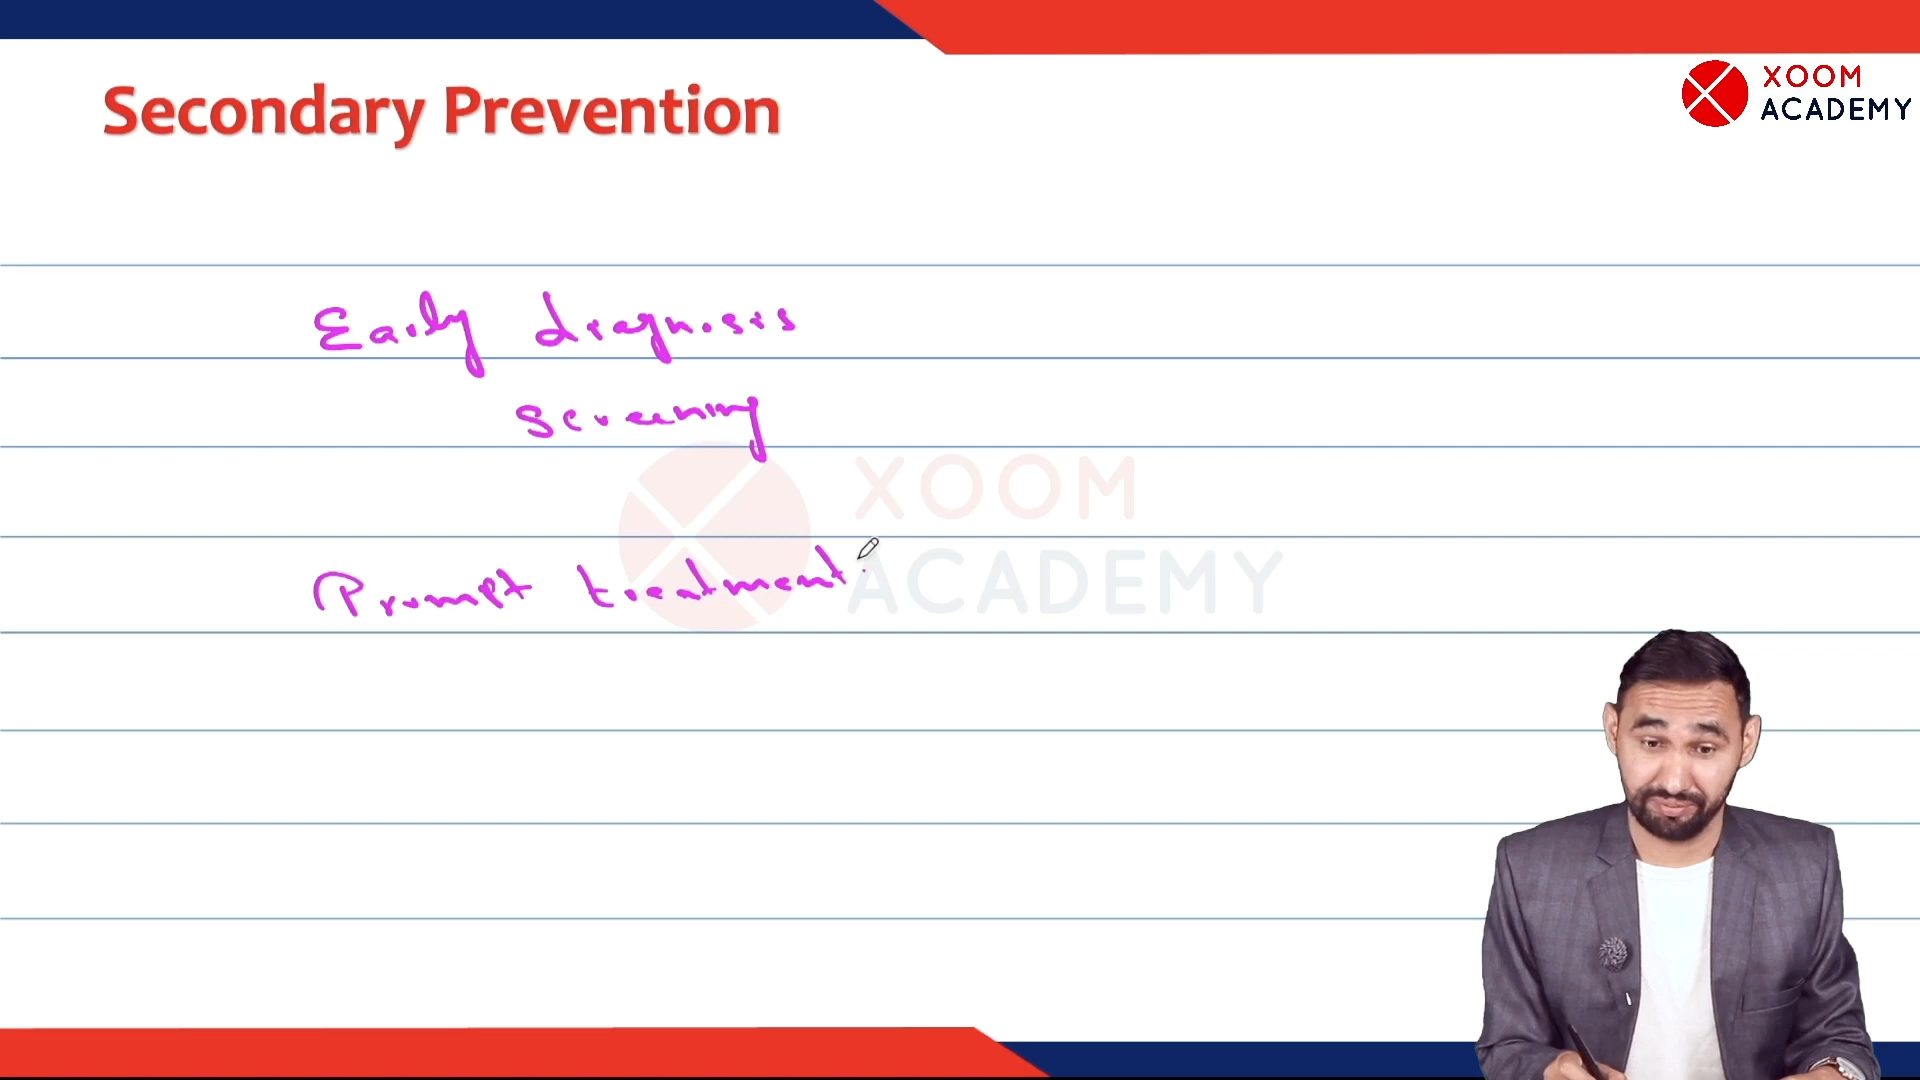 Secondary Prevention
XOOM
ACADEMY
Early diagnosis
screening
XOOM
ACADEMY
Prompt treatment.